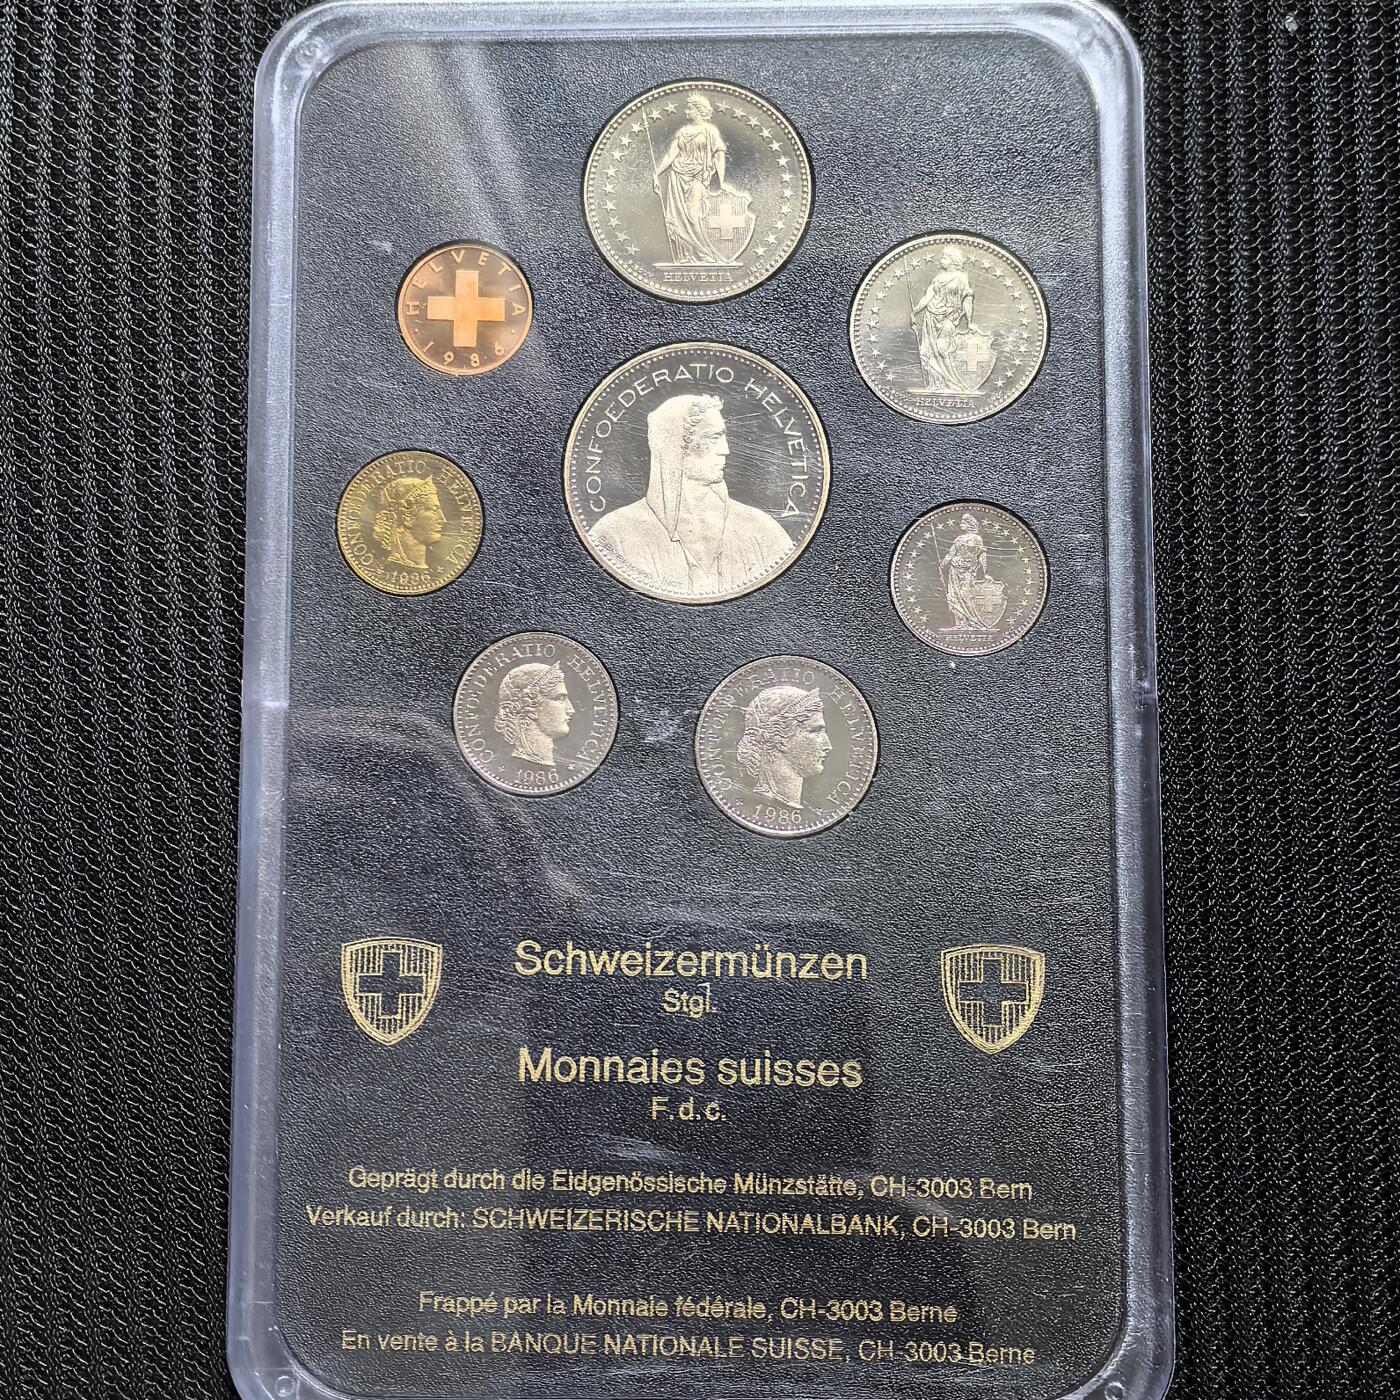 HELVETIA
HELVETIA
1986
HELVETIA
CONFOEDERATIO HELVETICA
CONFOEDERATIO HELVETICA
1986
HELVETIA
CONFOEDERATIO HELVETICA
1986
CONFOEDERATIO HELVETICA
1986
Schweizermünzen
Stgl.
Monnaies suisses
F.d.c.
Geprägt durch die Eidgenössische Münzstätte, CH-3003 Bern
Verkauf durch: SCHWEIZERISCHE NATIONALBANK, CH-3003 Bern
Frappé par la Monnaie fédérale, CH-3003 Berne
En vente à la BANQUE NATIONALE SUISSE, CH-3003 Berne